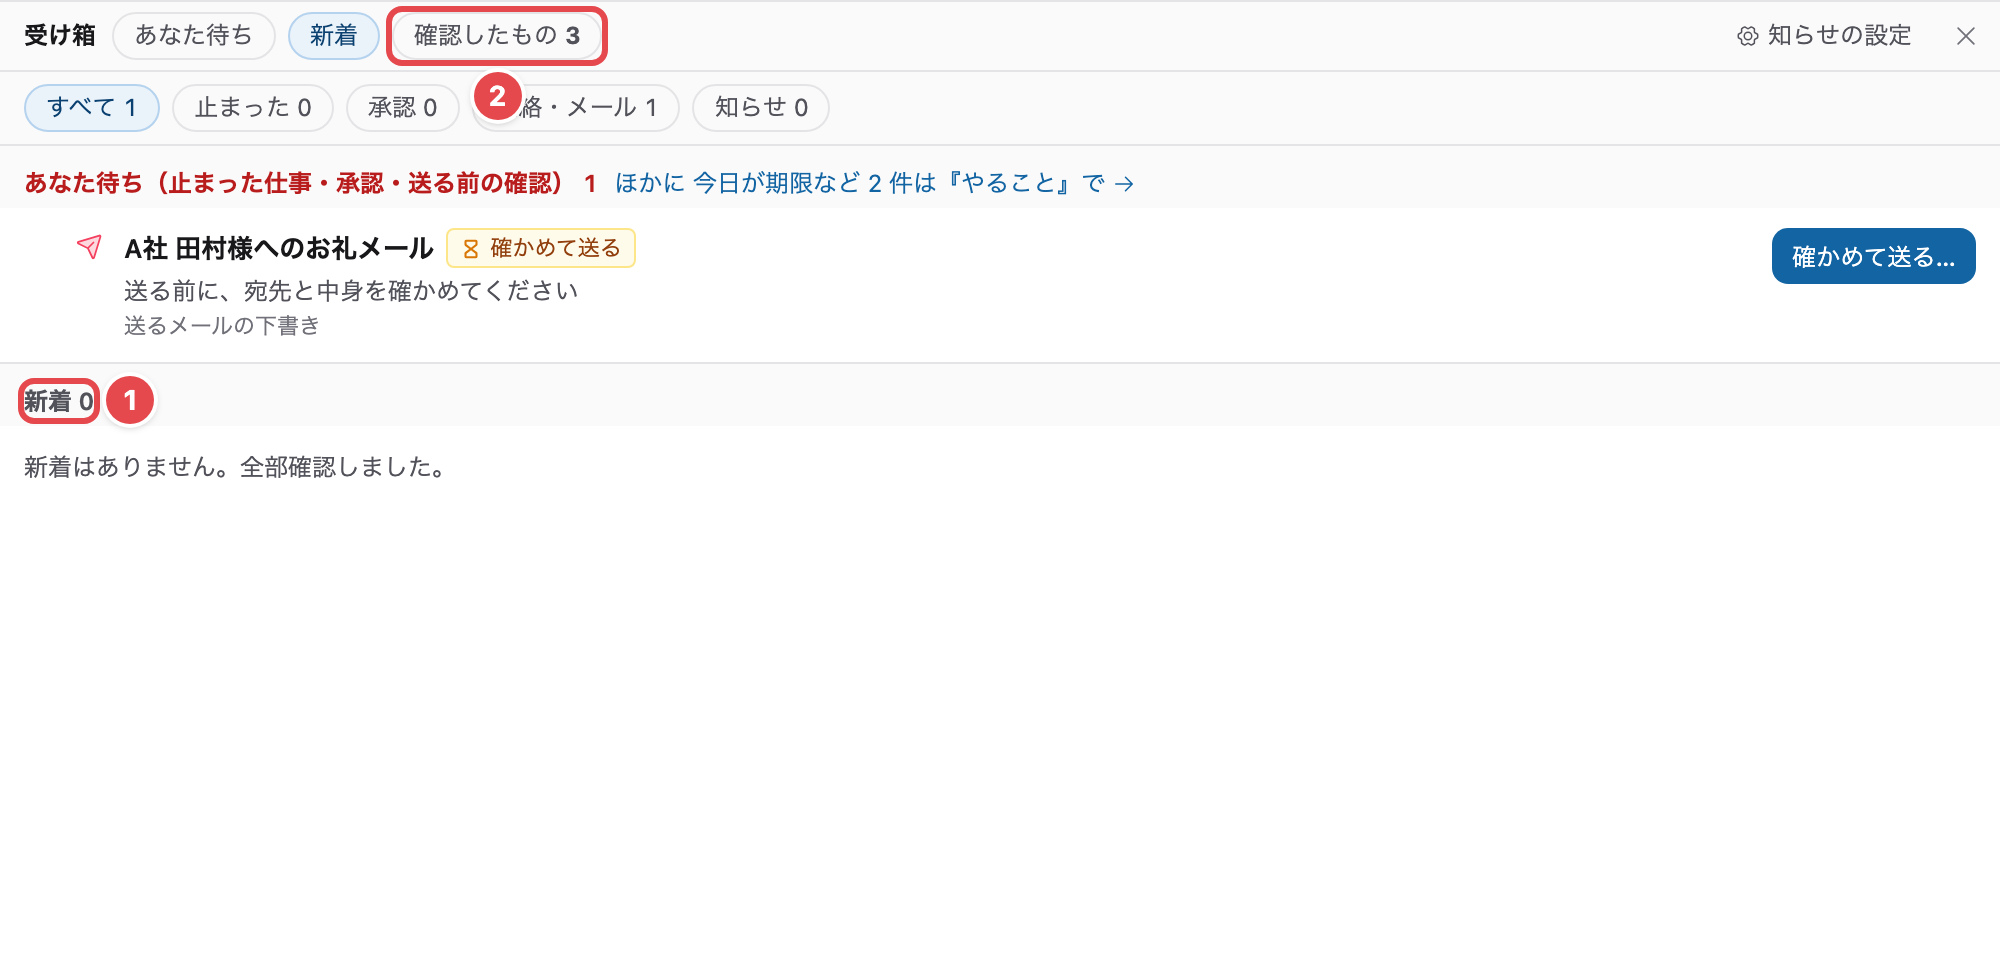 受け箱 あなた待ち 新着 確認したもの 3 知らせの設定
すべて 1 止まった 0 承認 0 2 絡・メール 1 知らせ 0
あなた待ち（止まった仕事・承認・送る前の確認） 1 ほかに 今日が期限など 2 件は『やること』で →
A社 田村様へのお礼メール 確かめて送る 確かめて送る...
送る前に、宛先と中身を確かめてください
送るメールの下書き
新着 0 1
新着はありません。全部確認しました。